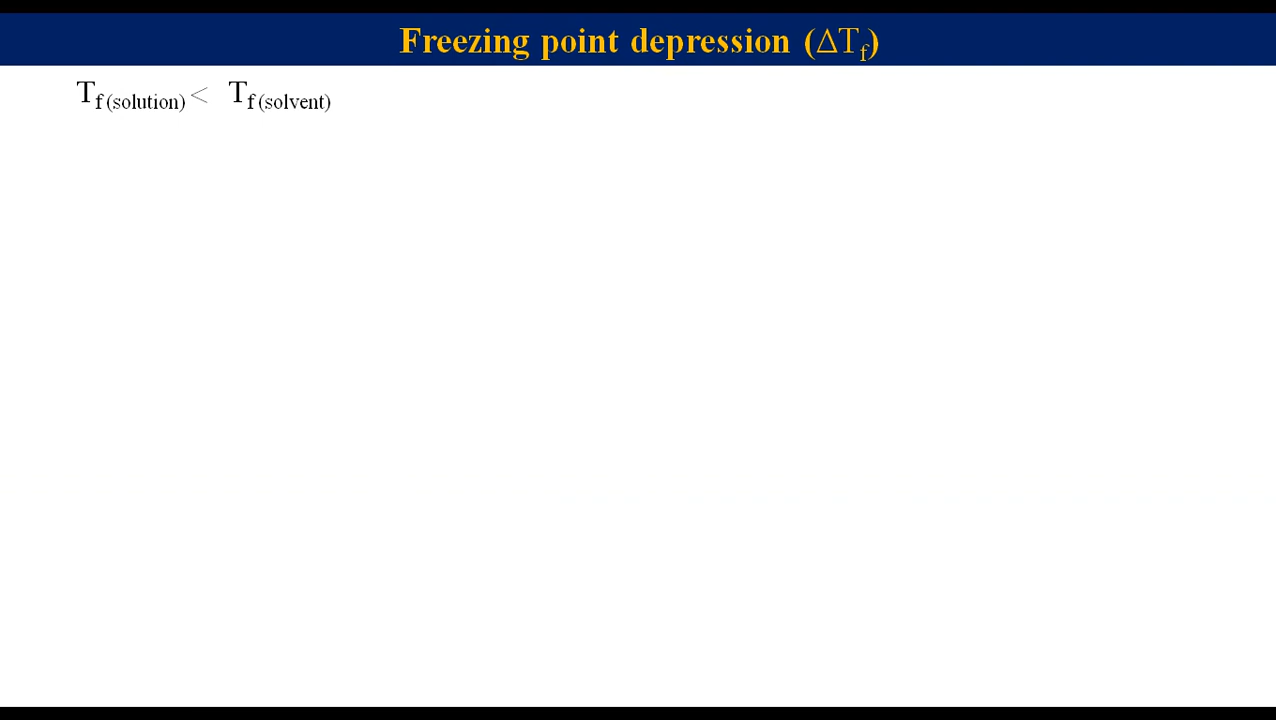 Freezing point depression (ΔTf)
Tf (solution) < Tf (solvent)